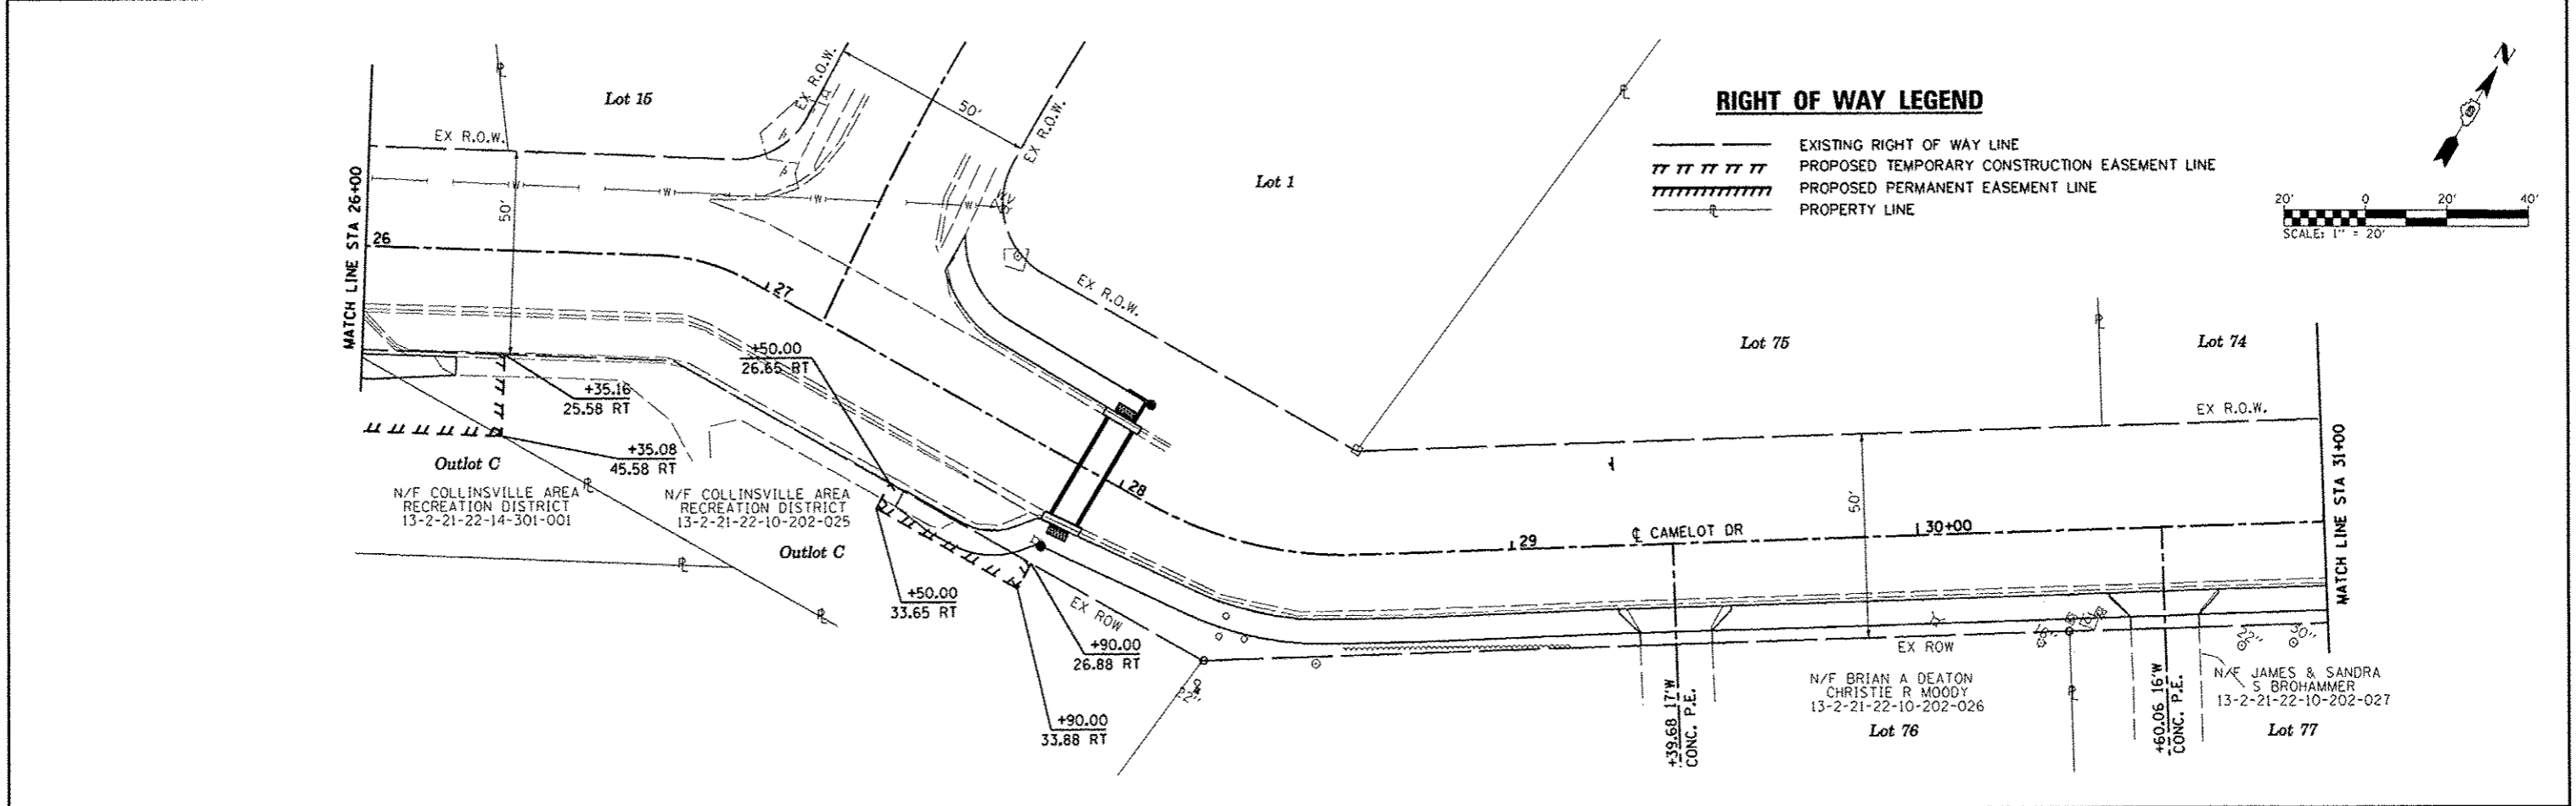 Lot 15
EX R.O.W.
EX R.O.W.
50'
EX R.O.W.
N
RIGHT OF WAY LEGEND
EXISTING RIGHT OF WAY LINE
PROPOSED TEMPORARY CONSTRUCTION EASEMENT LINE
PROPOSED PERMANENT EASEMENT LINE
PROPERTY LINE
20' 0 20' 40'
SCALE: 1" = 20'
Lot 1
MATCH LINE STA 26+00
50'
W
W
W
W
WV
26
27
EX R.O.W.
+50.00
26.65 RT
+35.16
25.58 RT
+35.08
45.58 RT
Outlot C
N/F COLLINSVILLE AREA
RECREATION DISTRICT
13-2-21-22-14-301-001
N/F COLLINSVILLE AREA
RECREATION DISTRICT
13-2-21-22-10-202-025
Outlot C
+50.00
33.65 RT
+90.00
26.88 RT
+90.00
33.88 RT
EX ROW
28
29
CAMELOT DR
30+00
Lot 75
Lot 74
EX R.O.W.
50'
MATCH LINE STA 31+00
22"
18"
22"
30"
EX ROW
+39.68 17'W
CONC. P.E.
N/F BRIAN A DEATON
CHRISTIE R MOODY
13-2-21-22-10-202-026
Lot 76
+60.06 16'W
CONC. P.E.
N/F JAMES & SANDRA
S BROHAMMER
13-2-21-22-10-202-027
Lot 77